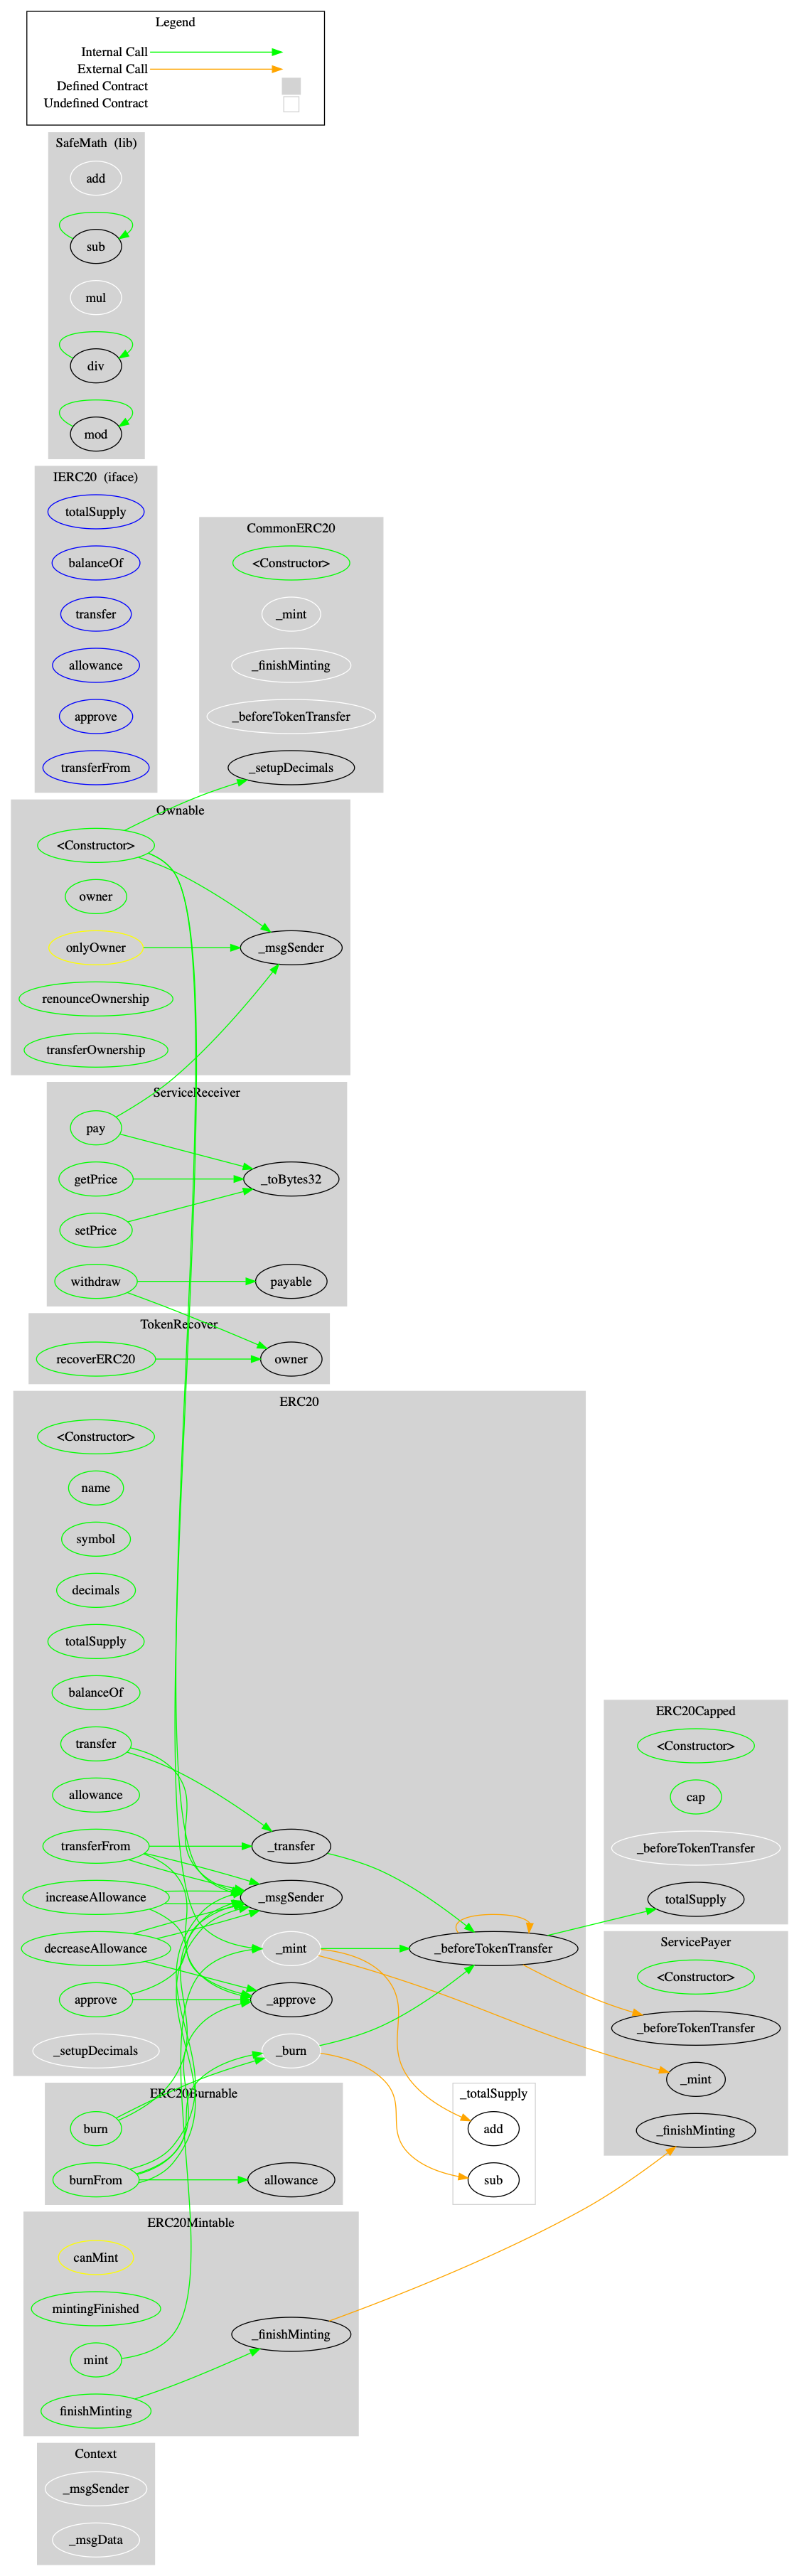 Legend
Internal Call
External Call
Defined Contract
Undefined Contract
SafeMath (lib)
add
sub
mul
div
mod
IERC20 (iface)
totalSupply
balanceOf
transfer
allowance
approve
transferFrom
CommonERC20
<Constructor>
_mint
_finishMinting
_beforeTokenTransfer
_setupDecimals
Ownable
<Constructor>
owner
onlyOwner
_msgSender
renounceOwnership
transferOwnership
ServiceReceiver
pay
getPrice
_toBytes32
setPrice
withdraw
payable
TokenRecover
recoverERC20
owner
ERC20
<Constructor>
name
symbol
decimals
totalSupply
balanceOf
transfer
allowance
transferFrom
_transfer
increaseAllowance
_msgSender
decreaseAllowance
_mint
_beforeTokenTransfer
approve
_approve
_setupDecimals
_burn
ERC20Capped
<Constructor>
cap
_beforeTokenTransfer
totalSupply
ServicePayer
<Constructor>
_beforeTokenTransfer
_mint
_finishMinting
ERC20Burnable
burn
burnFrom
allowance
_totalSupply
add
sub
ERC20Mintable
canMint
mintingFinished
_finishMinting
mint
finishMinting
Context
_msgSender
_msgData